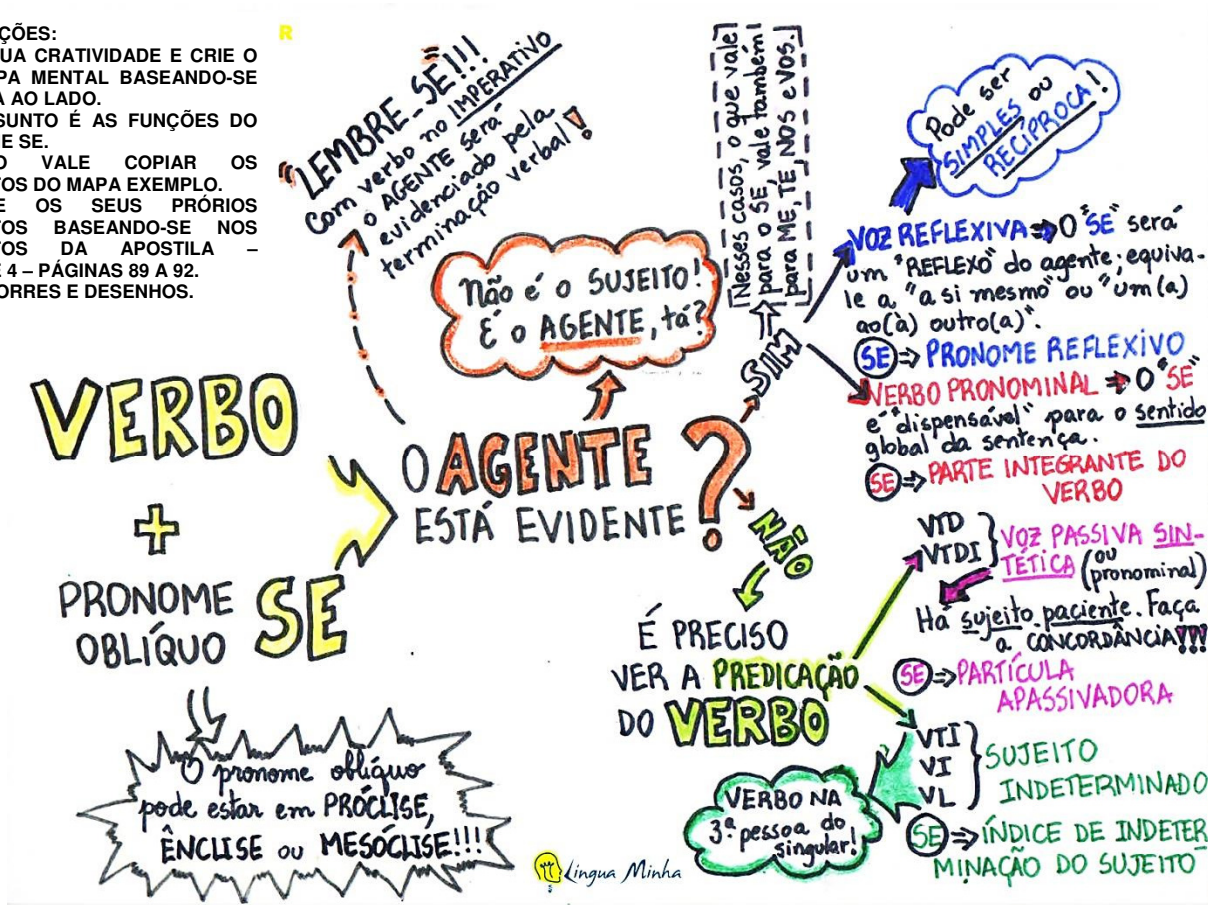 ÇÕES:
UA CRATIVIDADE E CRIE O
PA MENTAL BASEANDO-SE
A AO LADO.
SUNTO É AS FUNÇÕES DO
E SE.
O VALE COPIAR OS
TOS DO MAPA EXEMPLO.
E OS SEUS PRÓRIOS
TOS BASEANDO-SE NOS
TOS DA APOSTILA –
E 4 – PÁGINAS 89 A 92.
ORRES E DESENHOS.
R
"LEMBRE-SE!!!"
Com verbo no IMPERATIVO
o AGENTE será
evidenciado pela
terminação verbal!
Não é o SUJEITO!
É o AGENTE, tá?
Nesses casos, o que vale
para o SE, vale também
para ME, TE, NOS e VOS.
Pode ser
SIMPLES ou
RECÍPROCA!
VERBO
+
PRONOME
OBLÍQUO SE
O pronome oblíquo
pode estar em PRÓCLISE,
ÊNCLISE ou MESÓCLISE!!!
O AGENTE
ESTÁ EVIDENTE ?
SIM
VOZ REFLEXIVA ⇒ O "SE" será
um "REFLEXO" do agente; equiva-
le a "a si mesmo" ou "um(a)
ao(à) outro(a)".
SE ⇒ PRONOME REFLEXIVO
VERBO PRONOMINAL ⇒ O "SE"
é "dispensável" para o sentido
global da sentença.
SE ⇒ PARTE INTEGRANTE DO
VERBO
NÃO
É PRECISO
VER A PREDICAÇÃO
DO VERBO
VTD
VTDI
VOZ PASSIVA SIN-
TÉTICA (ou
pronominal)
Há sujeito paciente. Faça
a CONCORDÂNCIA!!!
SE ⇒ PARTÍCULA
APASSIVADORA
VTI
VI
VL
SUJEITO
INDETERMINADO
VERBO NA
3ª pessoa do
singular!
SE ⇒ ÍNDICE DE INDETER
MINAÇÃO DO SUJEITO
Língua Minha